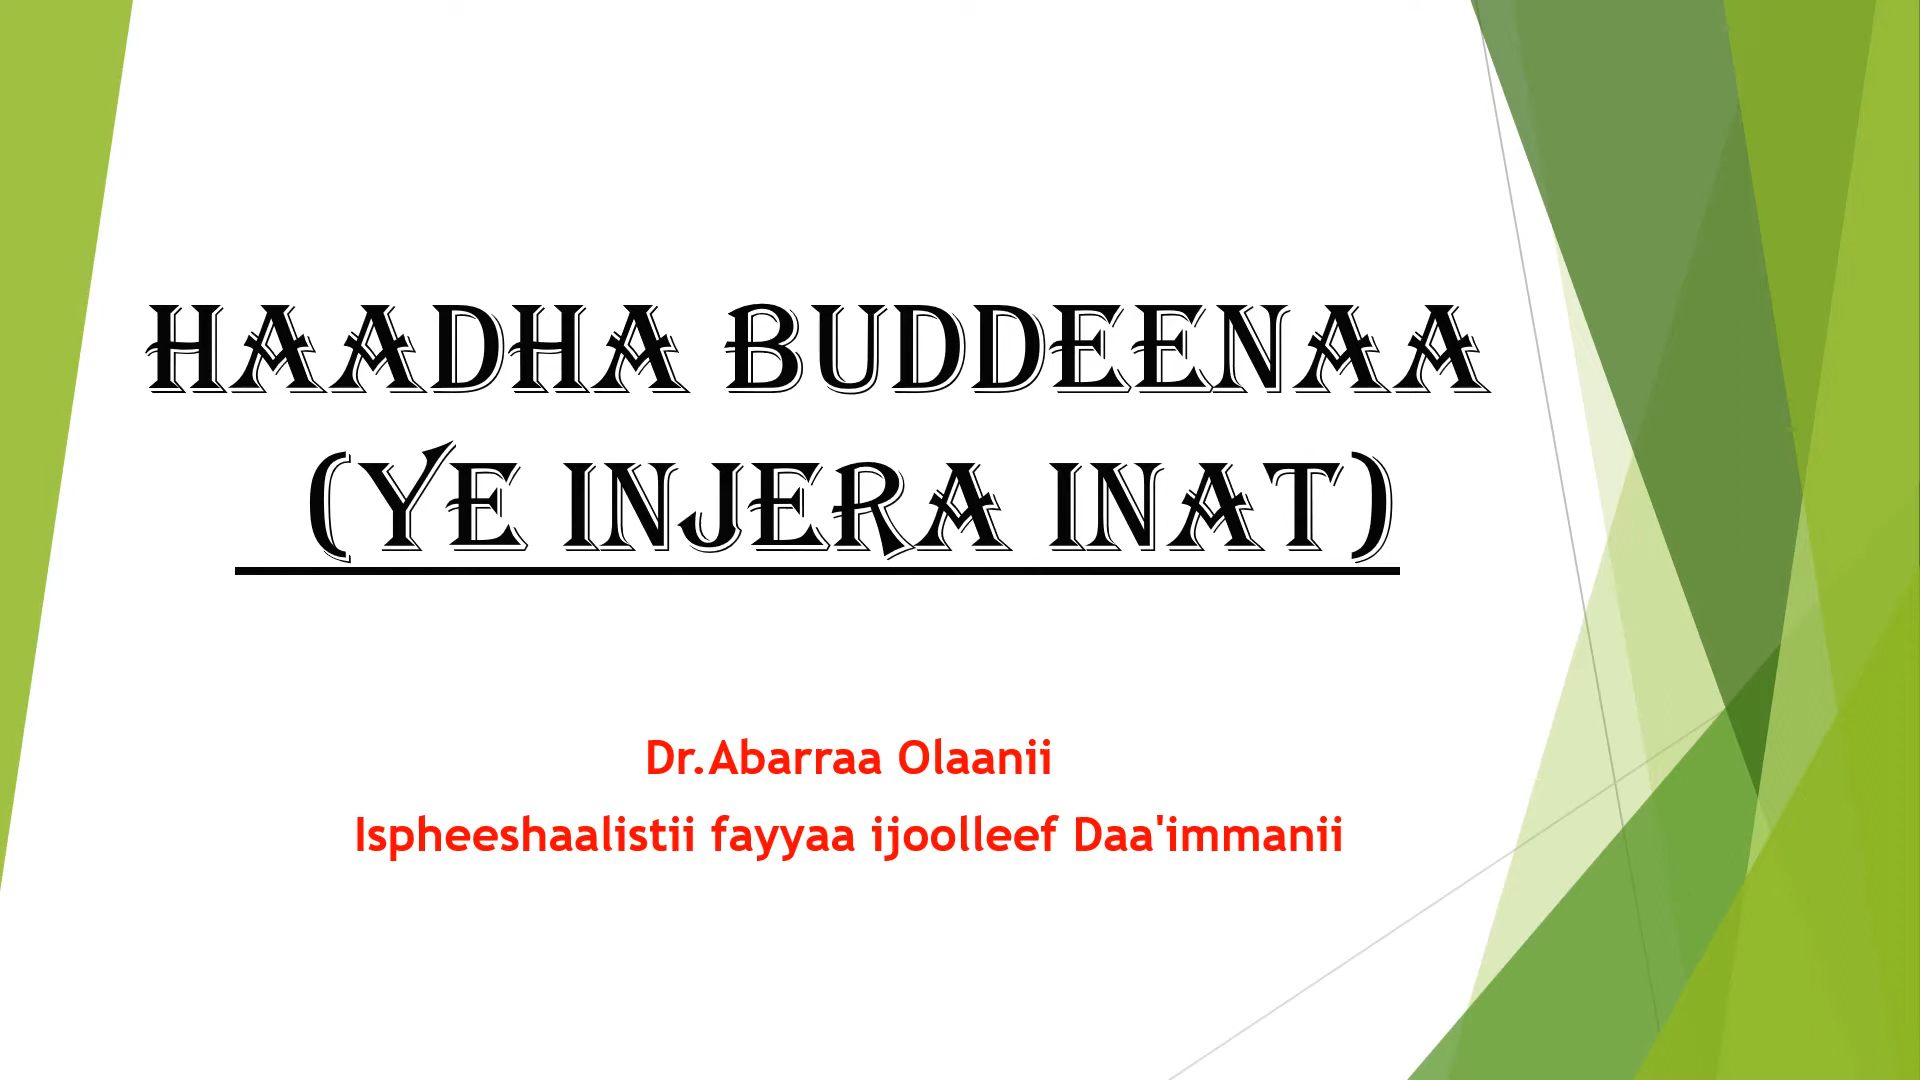 HAADHA BUDDEENAA
(YE INJERA INAT)
Dr.Abarraa Olaanii
Ispheeshaalistii fayyaa ijoolleef Daa'immanii